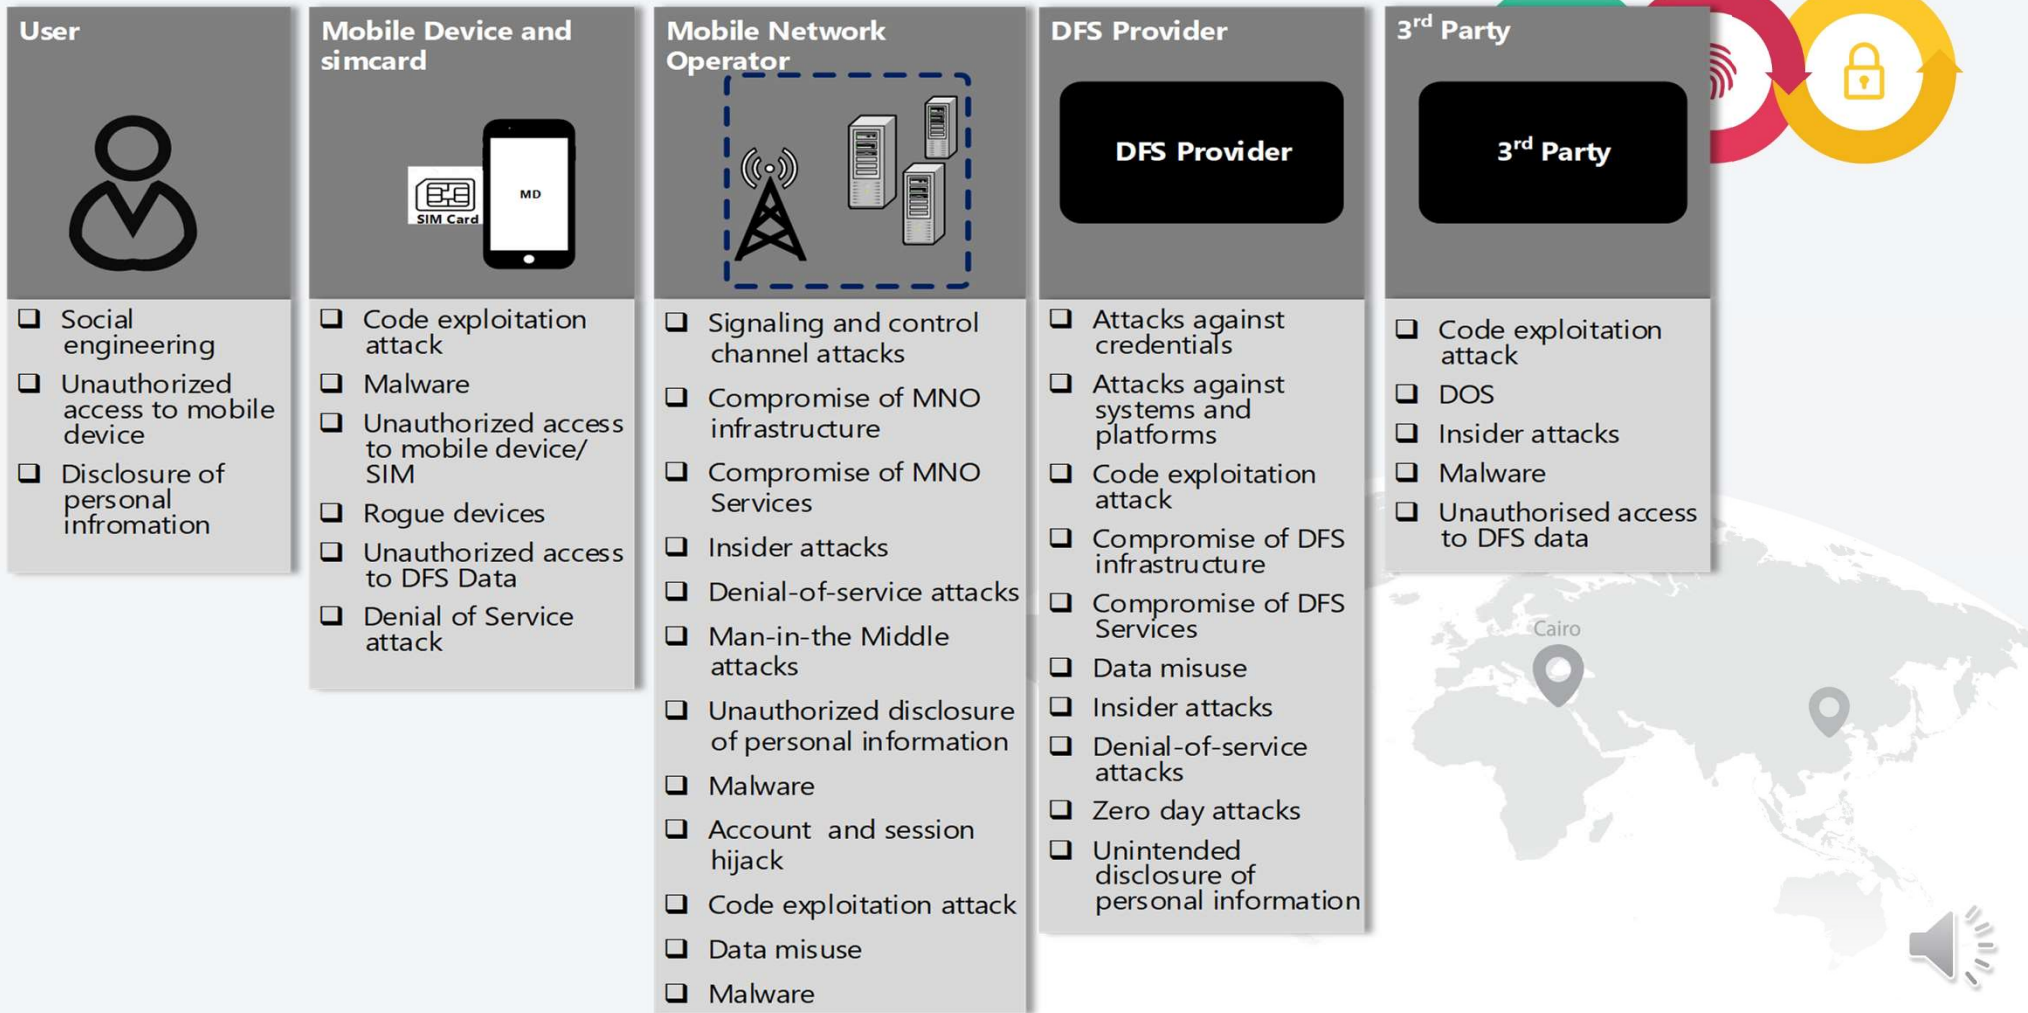 User
Social
engineering
Unauthorized
access to mobile
device
Disclosure of
personal
infromation
Mobile Device and
simcard
SIM Card
MD
Code exploitation
attack
Malware
Unauthorized access
to mobile device/
SIM
Rogue devices
Unauthorized access
to DFS Data
Denial of Service
attack
Mobile Network
Operator
Signaling and control
channel attacks
Compromise of MNO
infrastructure
Compromise of MNO
Services
Insider attacks
Denial-of-service attacks
Man-in-the Middle
attacks
Unauthorized disclosure
of personal information
Malware
Account and session
hijack
Code exploitation attack
Data misuse
Malware
DFS Provider
DFS Provider
Attacks against
credentials
Attacks against
systems and
platforms
Code exploitation
attack
Compromise of DFS
infrastructure
Compromise of DFS
Services
Data misuse
Insider attacks
Denial-of-service
attacks
Zero day attacks
Unintended
disclosure of
personal information
3rd Party
3rd Party
Code exploitation
attack
DOS
Insider attacks
Malware
Unauthorised access
to DFS data
Cairo